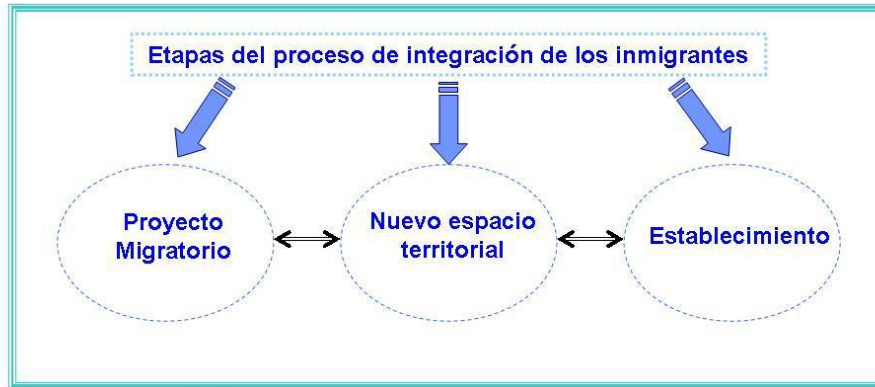 Etapas del proceso de integración de los inmigrantes
Proyecto
Migratorio
Nuevo espacio
territorial
Establecimiento